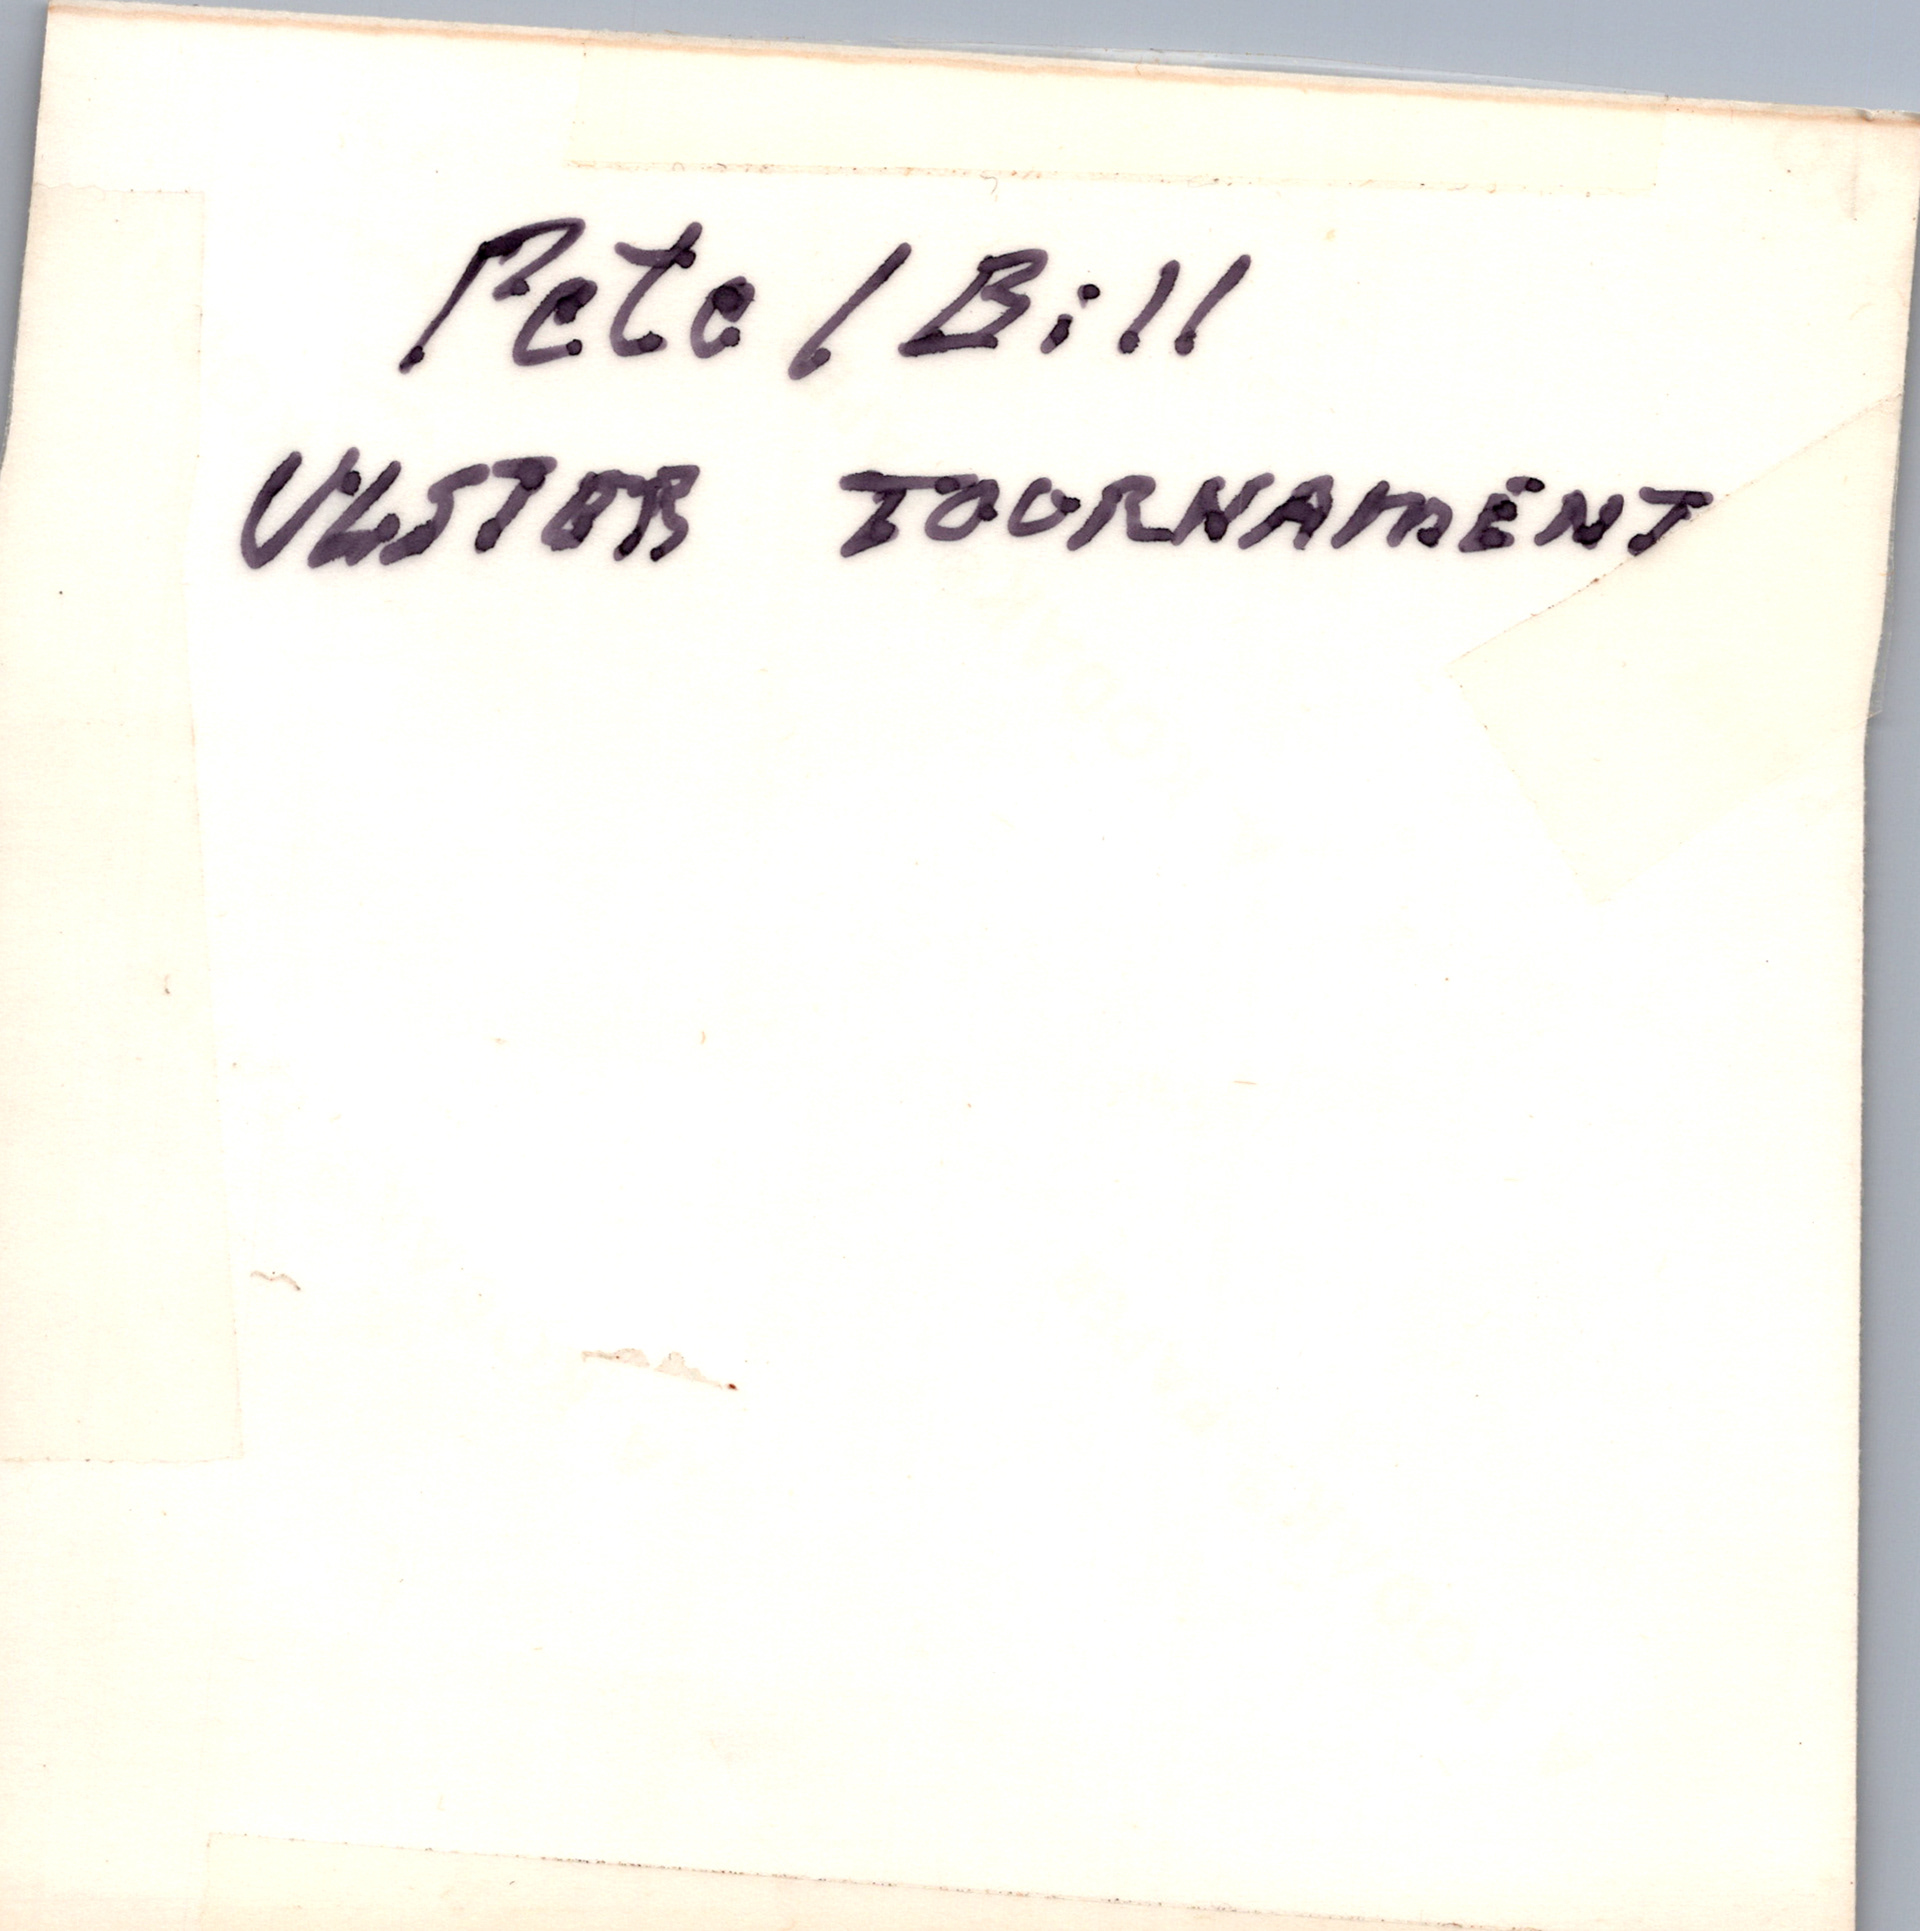 Pete / Bill
ULSTER TOURNAMENT